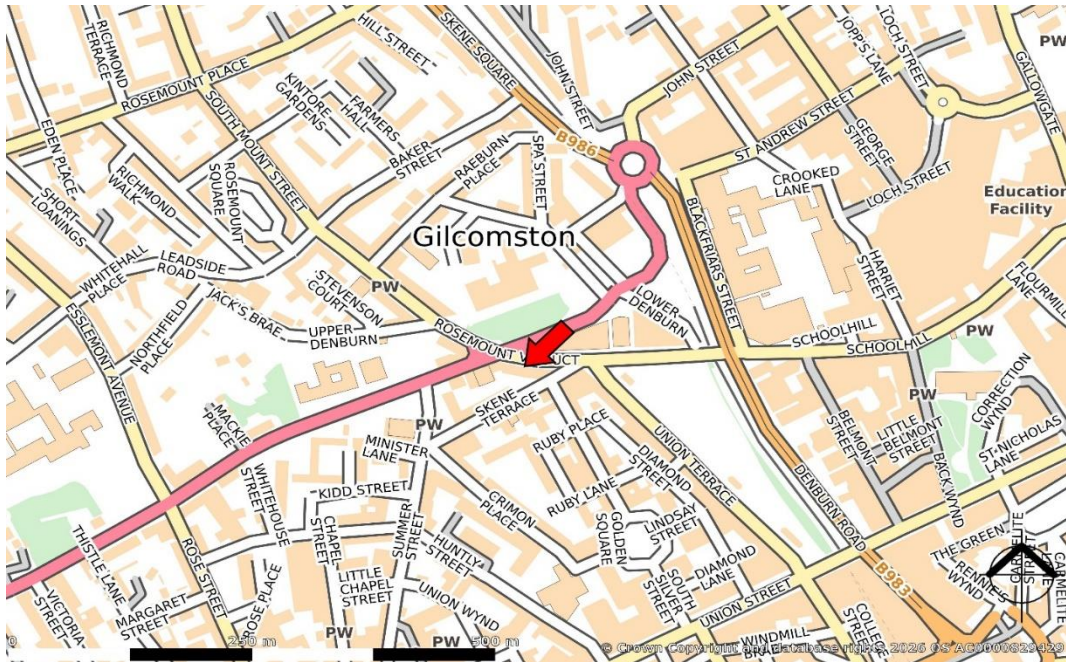 RICHMOND
TERRACE
HILL STREET
SKENE SQUARE
JOHN STREET
JOHN STREET
JOPP'S LANE
LOCH STREET
PW
GALLOWGATE
ROSEMOUNT PLACE
KINTORE
GARDENS
FARMERS
HALL
EDEN PLACE
SOUTH MOUNT STREET
BAKER
STREET
RAEBURN
PLACE
SPA STREET
B986
ST ANDREW STREET
GEORGE
STREET
CROOKED
LANE
LOCH STREET
Education
Facility
RICHMOND
WALK
ROSEMOUNT
SQUARE
SHORT
LOANINGS
Gilcomston
BLACKFRIARS STREET
HARRIET
STREET
WHITEHALL
PLACE
LEADSIDE
ROAD
STEVENSON
COURT
PW
FLOURMILL
LANE
JACK'S BRAE
LOWER
DENBURN
ESSLEMONT AVENUE
NORTHFIELD
PLACE
UPPER
DENBURN
ROSEMOUNT
SCHOOLHILL
SCHOOLHILL
PW
MACKIE
PLACE
PW
SKENE
TERRACE
PW
CORRECTION
WYND
MINISTER
LANE
RUBY PLACE
UNION TERRACE
BELMONT
STREET
LITTLE
BELMONT
STREET
ST-NICHOLAS
LANE
WHITEHOUSE
STREET
KIDD STREET
CRIMON
PLACE
RUBY LANE
DIAMOND
STREET
BACK WYND
CHAPEL
STREET
SUMMER
STREET
GOLDEN
SQUARE
LINDSAY
STREET
DENBURN ROAD
THISTLE LANE
ROSE STREET
HUNTLY
STREET
THE GREEN
CARMELITE
STREET
CARMELITE
LITTLE
CHAPEL
STREET
DIAMOND
LANE
RENNIE'S
WYND
B983
VICTORIA
STREET
MARGARET
STREET
ROSE PLACE
UNION WYND
SOUTH
SILVER
STREET
UNION STREET
COLLEGE
STREET
PW
PW
WINDMILL
0
250 m
500 m
© Crown Copyright and database rights 2026 OS AC0000829429